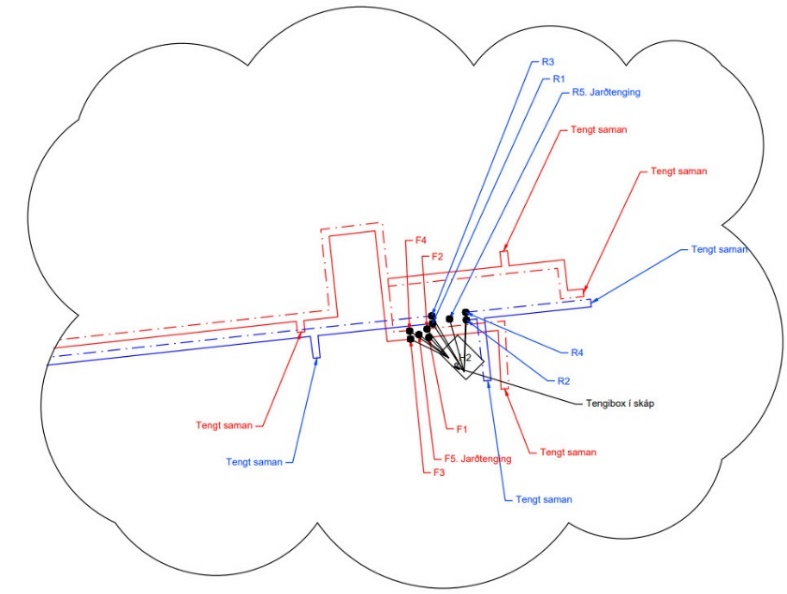 R3
R1
R5. Jarðtenging
Tengt saman
Tengt saman
F4
F2
Tengt saman
R4
R2
Tengibox í skáp
F1
Tengt saman
Tengt saman
F5. Jarðtenging
Tengt saman
F3
Tengt saman